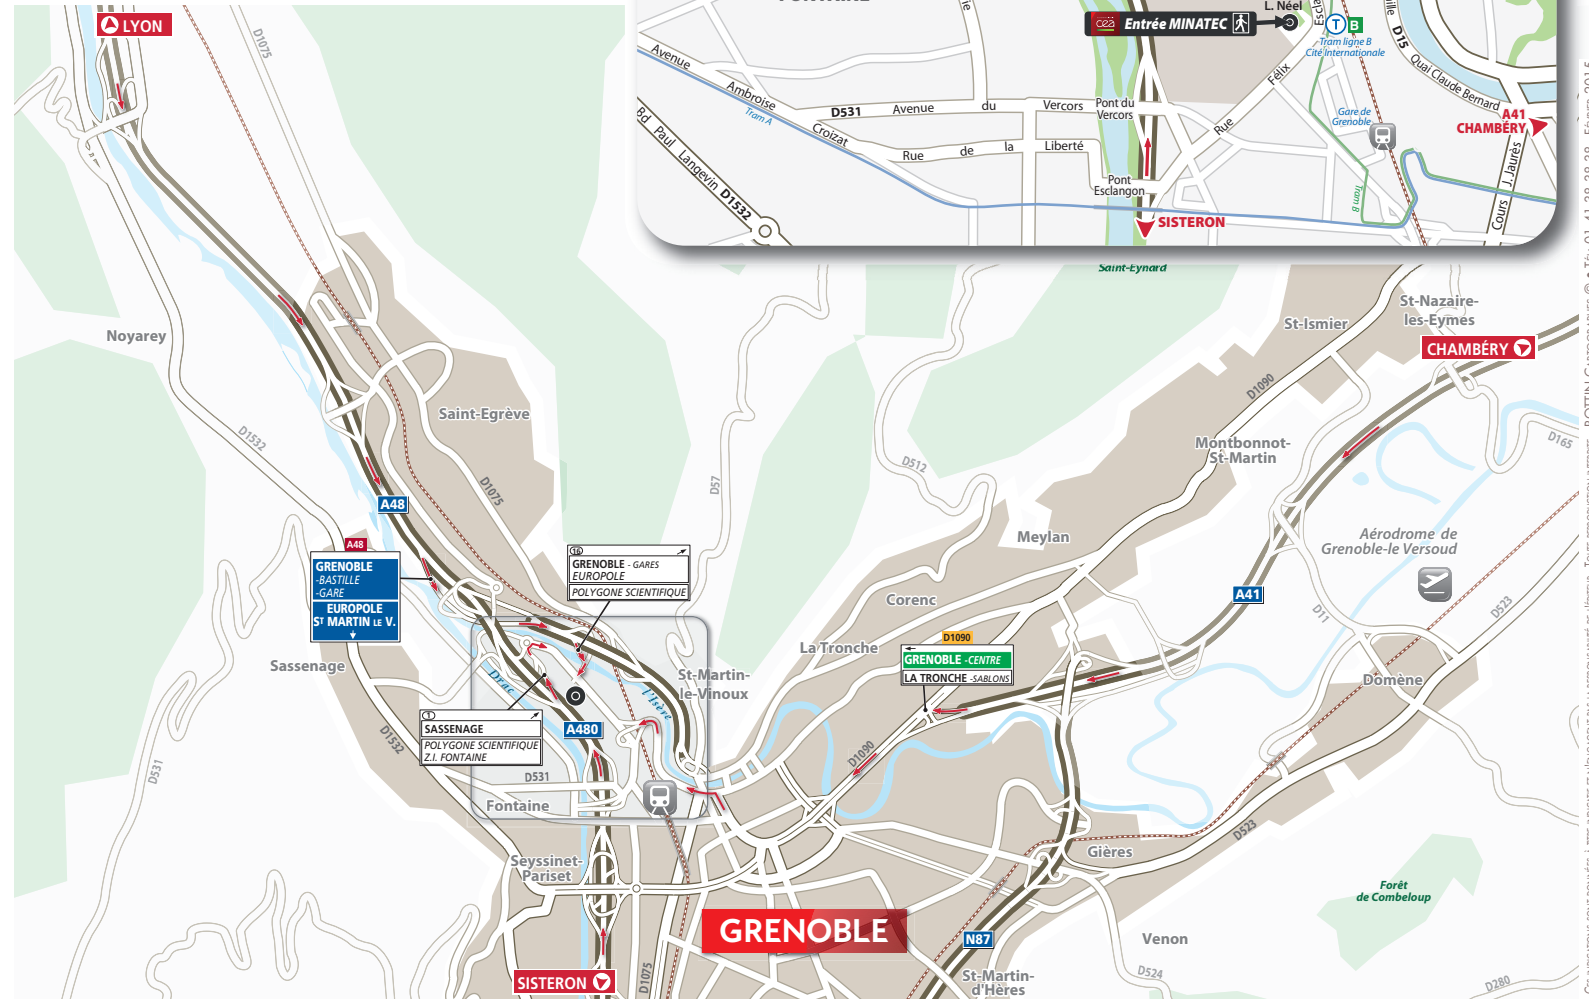 LYON
D1075
L. Néel
Entrée MINATEC
cea
T
B
Tram ligne B
Cité Internationale
D15
Quai Claude Bernard
Avenue
Ambroise
Croizat
Tram A
D531 Avenue du Vercors
Pont du
Vercors
Rue de la Liberté
Rue Félix
Gare de
Grenoble
A41
CHAMBÉRY
Cours J. Jaurès
Bd Paul Langevin D1532
Pont
Esclangon
Tram B
SISTERON
Saint-Eynard
St-Nazaire-
les-Eymes
St-Ismier
CHAMBÉRY
Noyarey
D1090
Saint-Egrève
D1532
D1075
D57
D512
Montbonnot-
St-Martin
D165
A48
Meylan
Aérodrome de
Grenoble-le Versoud
A48
GRENOBLE
-BASTILLE
-GARE
EUROPOLE
ST MARTIN LE V.
16
GRENOBLE - GARES
EUROPOLE
POLYGONE SCIENTIFIQUE
Corenc
A41
D11
D523
La Tronche
D1090
GRENOBLE -CENTRE
LA TRONCHE -SABLONS
Sassenage
St-Martin-
le-Vinoux
Domène
Drac
l'Isère
1
SASSENAGE
POLYGONE SCIENTIFIQUE
Z.I. FONTAINE
A480
D1532
D531
D1090
D531
Fontaine
D523
Gières
Seyssinet-
Pariset
Forêt
de Combeloup
GRENOBLE
N87
Venon
SISTERON
D1075
St-Martin-
d'Hères
D524
D280